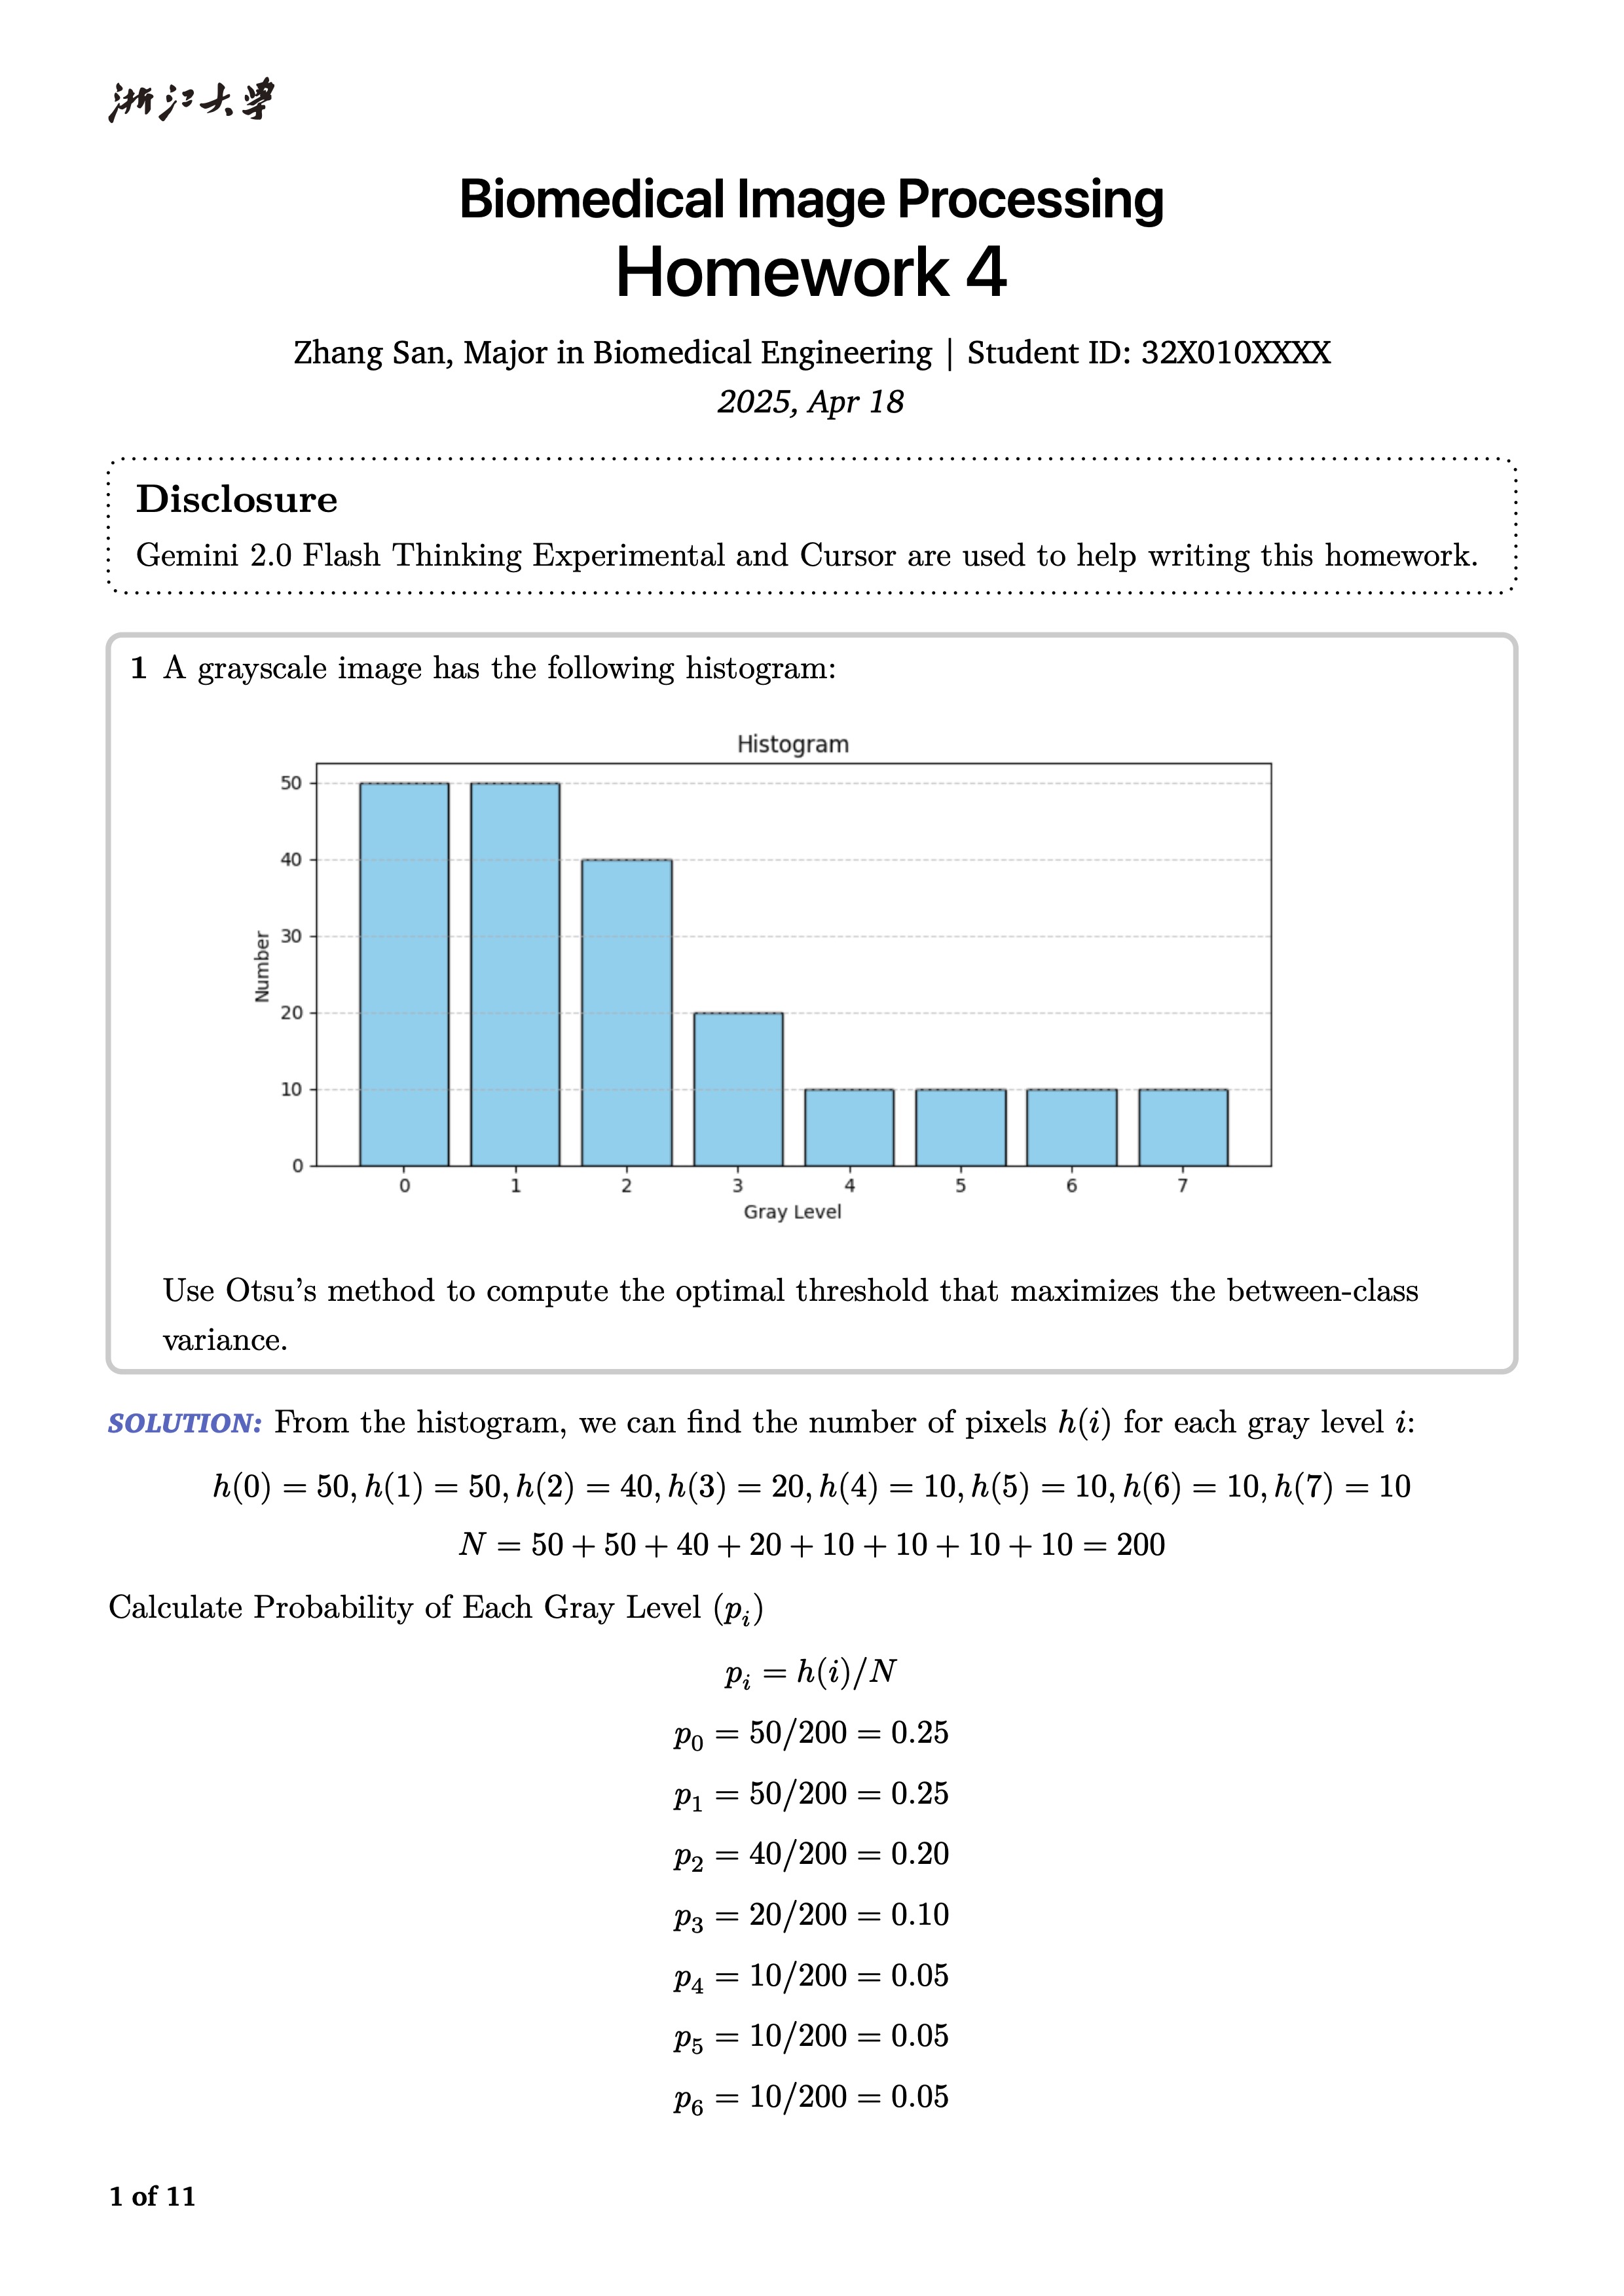 浙江大學
Biomedical Image Processing
Homework 4
Zhang San, Major in Biomedical Engineering | Student ID: 32X010XXXX
2025, Apr 18
Disclosure
Gemini 2.0 Flash Thinking Experimental and Cursor are used to help writing this homework.
1 A grayscale image has the following histogram:
Histogram
50
40
30
20
10
0
Number
0 1 2 3 4 5 6 7
Gray Level
Use Otsu's method to compute the optimal threshold that maximizes the between-class
variance.
SOLUTION: From the histogram, we can find the number of pixels h(i) for each gray level i:
h(0) = 50, h(1) = 50, h(2) = 40, h(3) = 20, h(4) = 10, h(5) = 10, h(6) = 10, h(7) = 10
N = 50 + 50 + 40 + 20 + 10 + 10 + 10 + 10 = 200
Calculate Probability of Each Gray Level (p_i)
p_i = h(i)/N
p_0 = 50/200 = 0.25
p_1 = 50/200 = 0.25
p_2 = 40/200 = 0.20
p_3 = 20/200 = 0.10
p_4 = 10/200 = 0.05
p_5 = 10/200 = 0.05
p_6 = 10/200 = 0.05
1 of 11